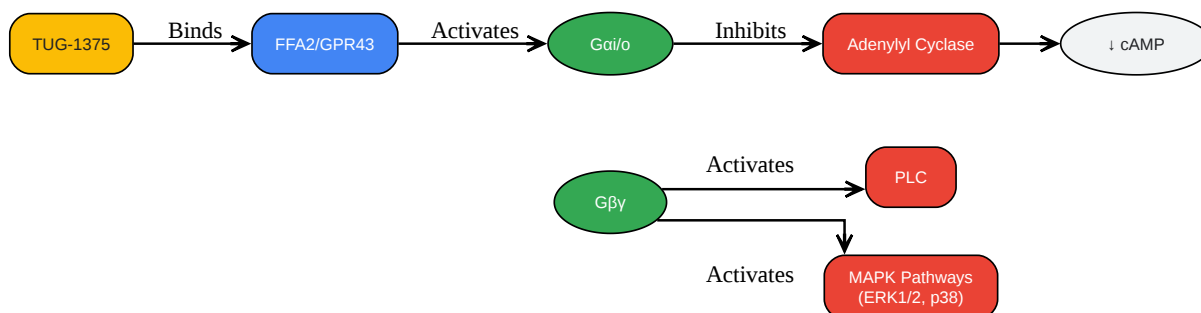 TUG-1375
Binds
FFA2/GPR43
Activates
Gαi/o
Inhibits
Adenylyl Cyclase
↓ cAMP
Activates
PLC
Gβγ
Activates
MAPK Pathways
(ERK1/2, p38)